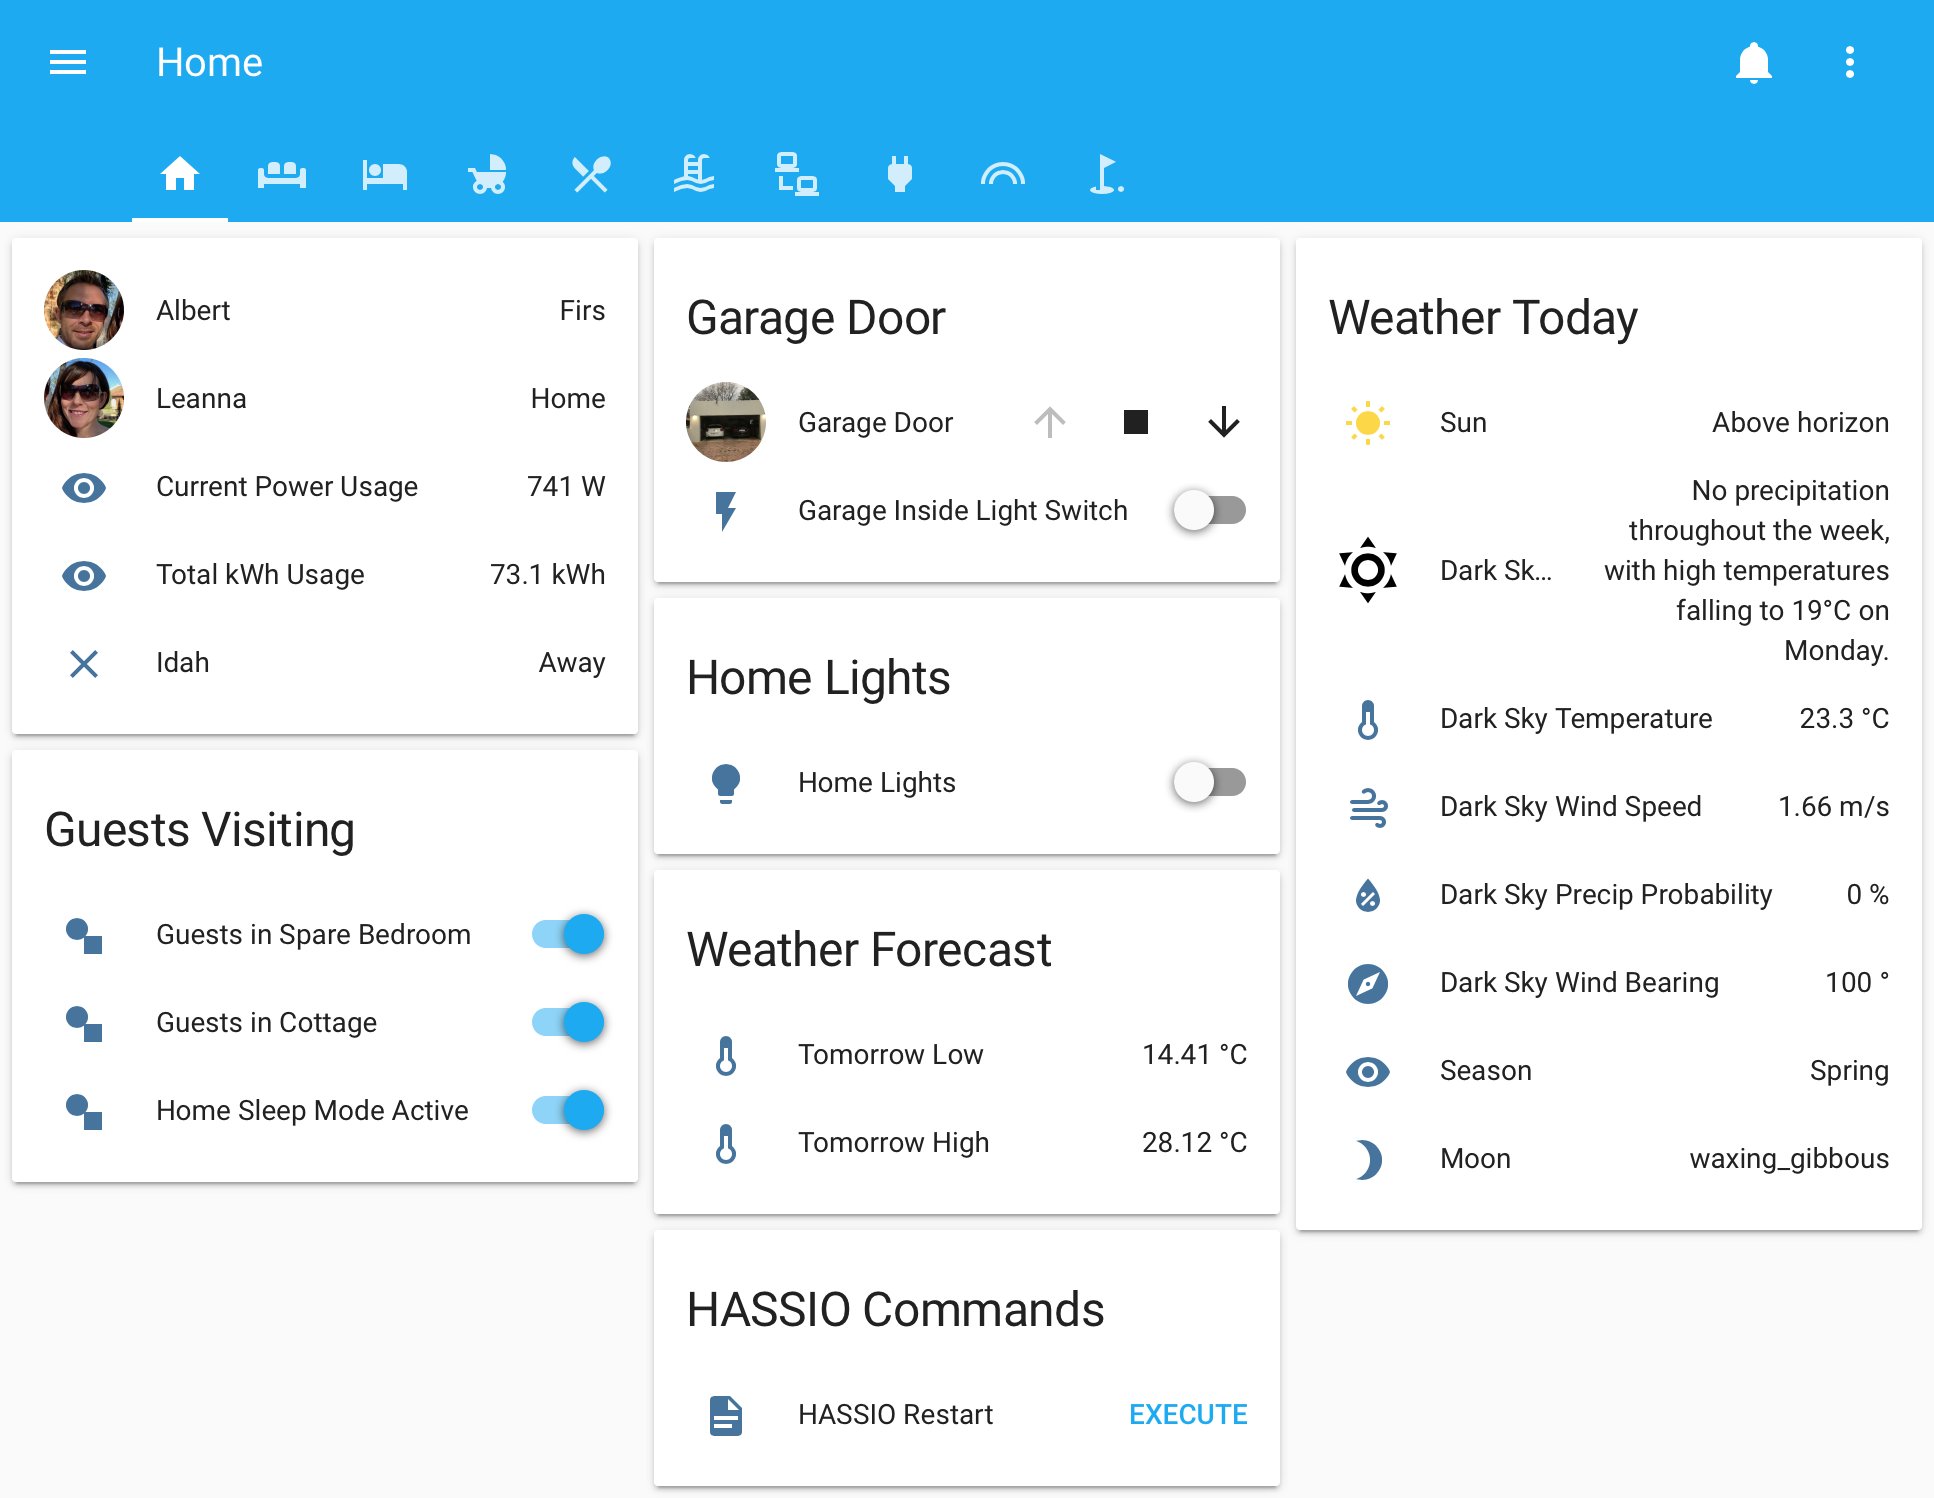 Home
Albert Firs
Leanna Home
Current Power Usage 741 W
Total kWh Usage 73.1 kWh
Idah Away
Guests Visiting
Guests in Spare Bedroom
Guests in Cottage
Home Sleep Mode Active
Garage Door
Garage Door
Garage Inside Light Switch
Home Lights
Home Lights
Weather Forecast
Tomorrow Low 14.41 °C
Tomorrow High 28.12 °C
HASSIO Commands
HASSIO Restart EXECUTE
Weather Today
Sun Above horizon
No precipitation
throughout the week,
Dark Sk... with high temperatures
falling to 19°C on
Monday.
Dark Sky Temperature 23.3 °C
Dark Sky Wind Speed 1.66 m/s
Dark Sky Precip Probability 0 %
Dark Sky Wind Bearing 100 °
Season Spring
Moon waxing_gibbous